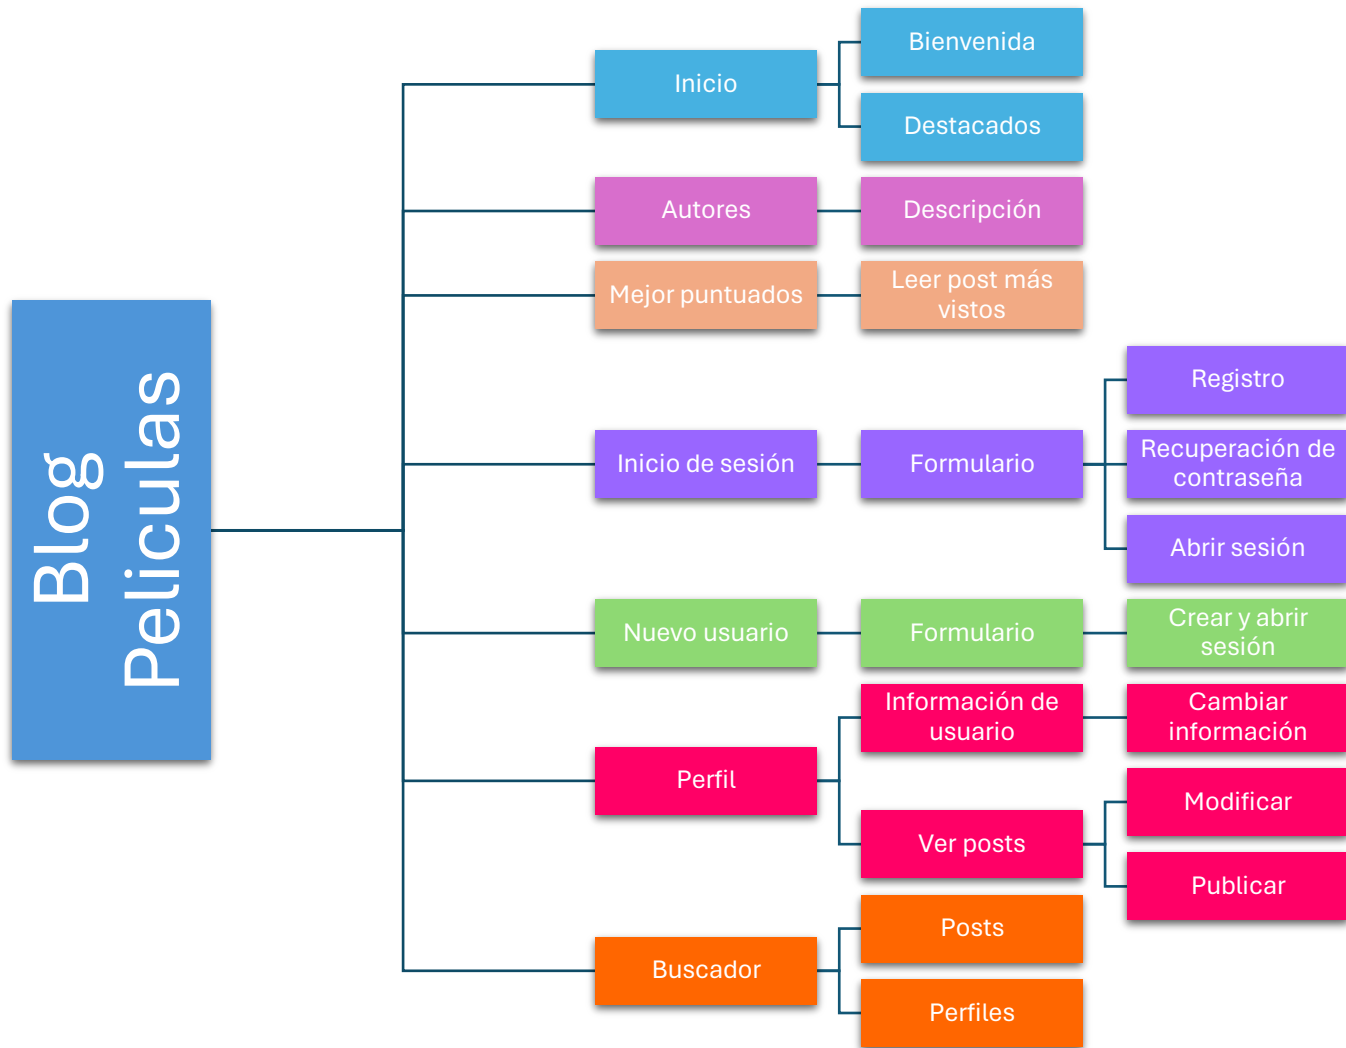 Blog
Peliculas
Inicio
Bienvenida
Destacados
Autores
Descripción
Mejor puntuados
Leer post más
vistos
Inicio de sesión
Formulario
Registro
Recuperación de
contraseña
Abrir sesión
Nuevo usuario
Formulario
Crear y abrir
sesión
Perfil
Información de
usuario
Cambiar
información
Ver posts
Modificar
Publicar
Buscador
Posts
Perfiles